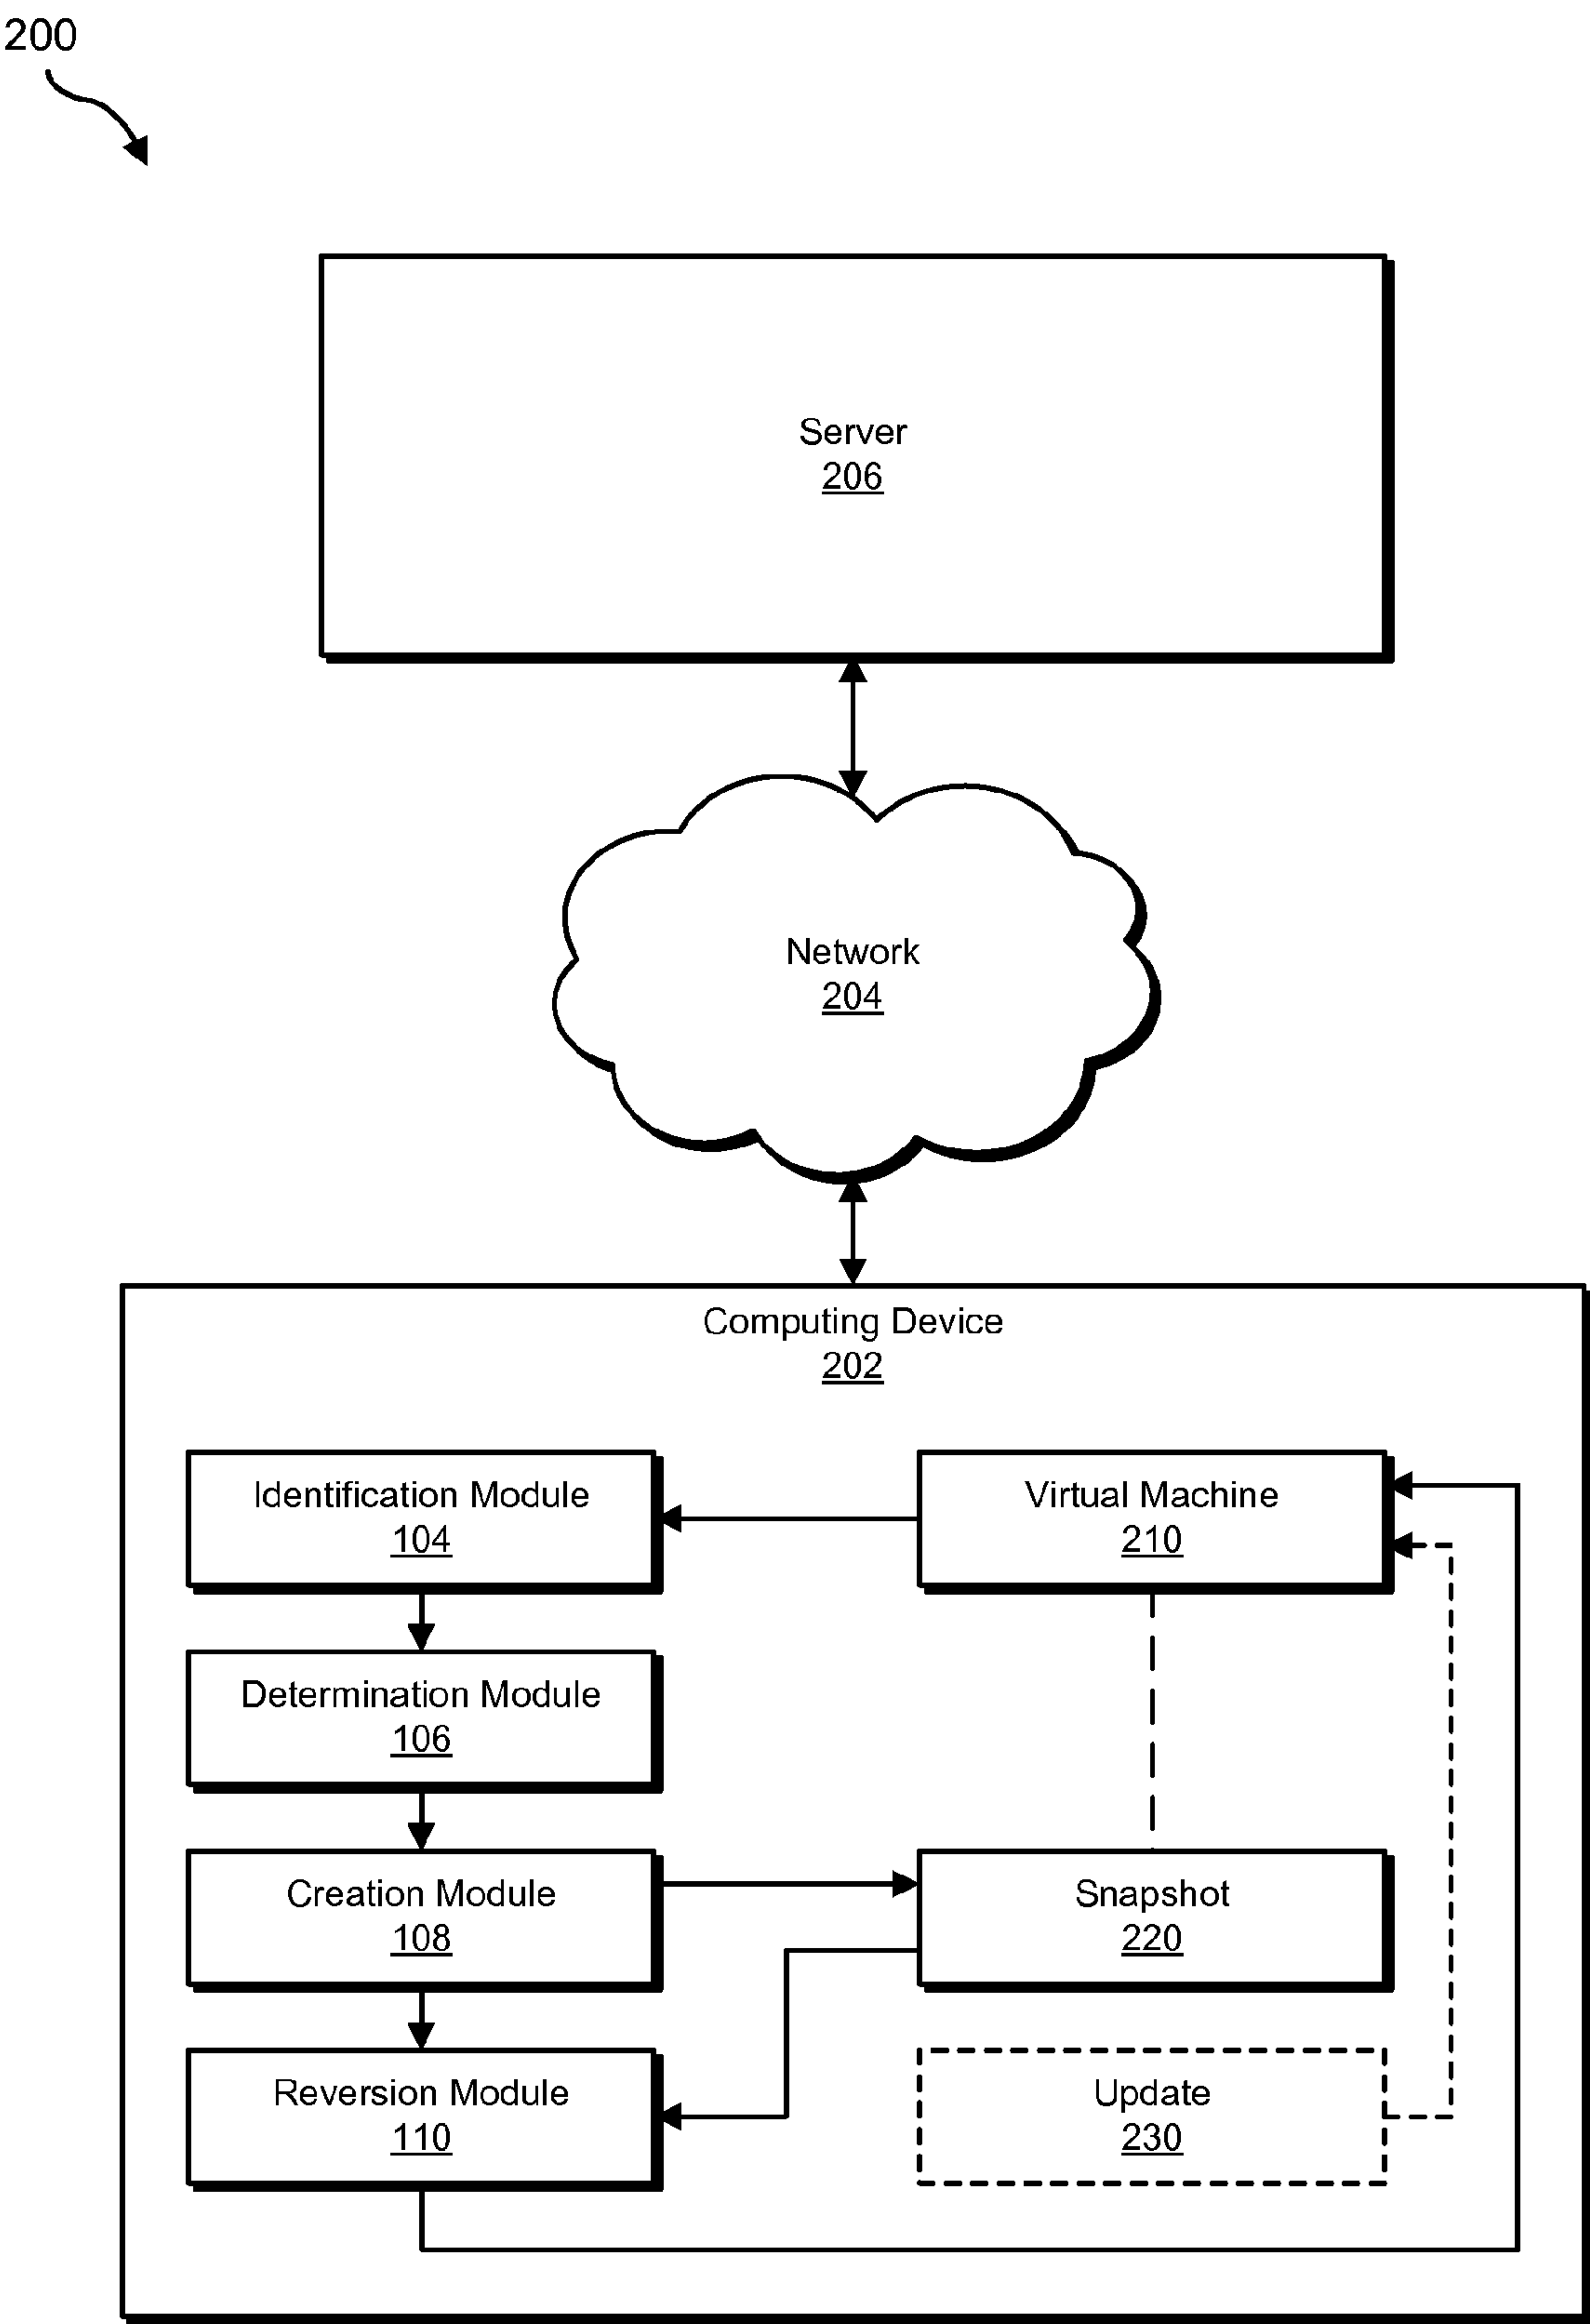 200
Server
206
Network
204
Computing Device
202
Identification Module
104
Virtual Machine
210
Determination Module
106
Creation Module
108
Snapshot
220
Reversion Module
110
Update
230